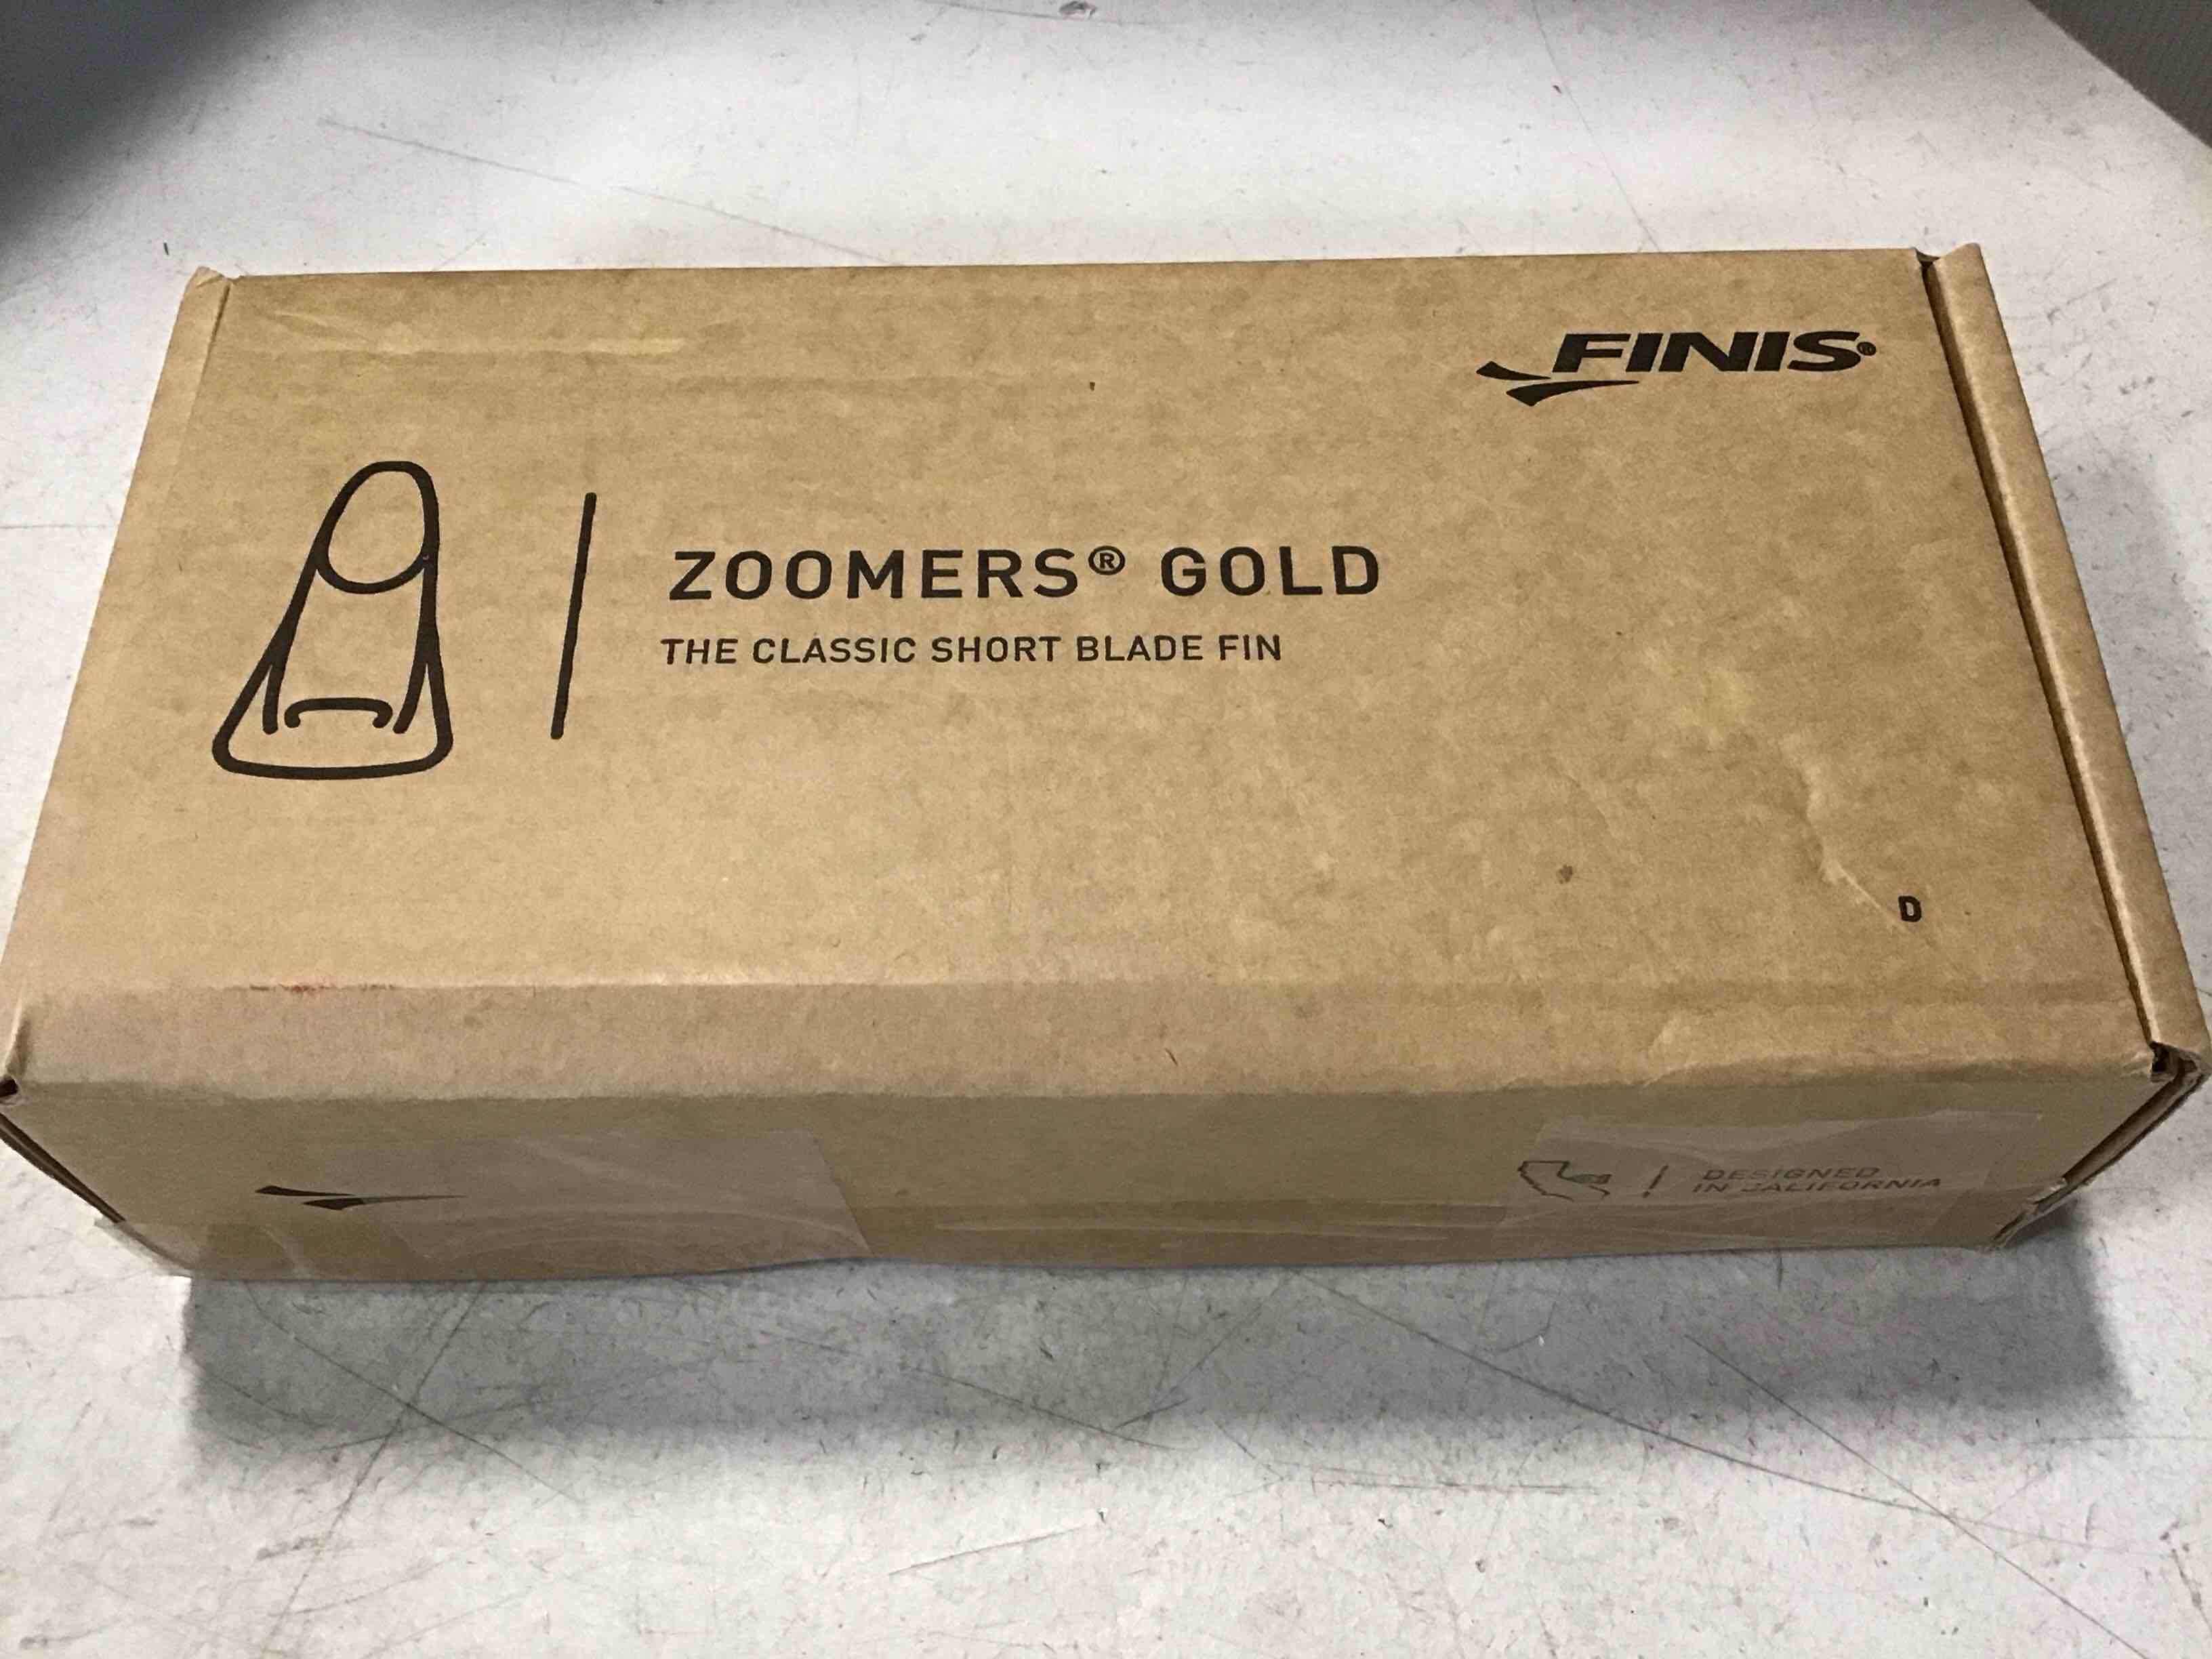 FINIS®
ZOOMERS® GOLD
THE CLASSIC SHORT BLADE FIN
D
DESIGNED
IN CALIFORNIA